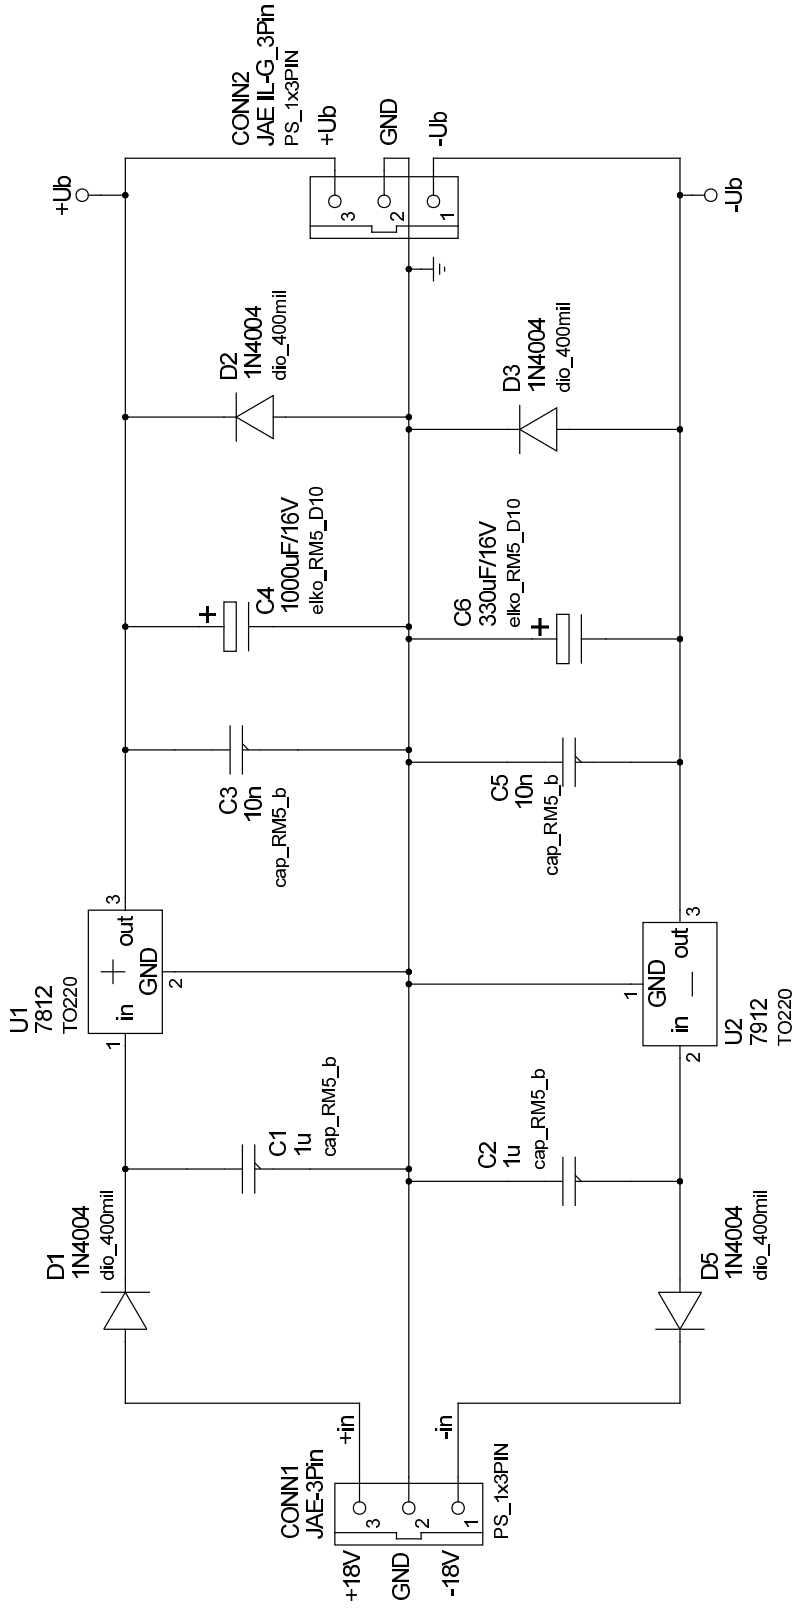 CONN1
JAE-3Pin
+18V
GND
-18V
3
2
1
+in
-in
PS_1x3PIN
D1
1N4004
dio_400mil
D5
1N4004
dio_400mil
C1
1u
cap_RM5_b
C2
1u
cap_RM5_b
U1
7812
TO220
1
in
+
out
3
GND
2
1
GND
2
in
—
out
3
U2
7912
TO220
C3
10n
cap_RM5_b
C5
10n
cap_RM5_b
+
C4
1000uF/16V
elko_RM5_D10
C6
330uF/16V
elko_RM5_D10
+
D2
1N4004
dio_400mil
D3
1N4004
dio_400mil
CONN2
JAE IL-G_3Pin
PS_1x3PIN
+Ub
GND
-Ub
3
2
1
+Ub
-Ub